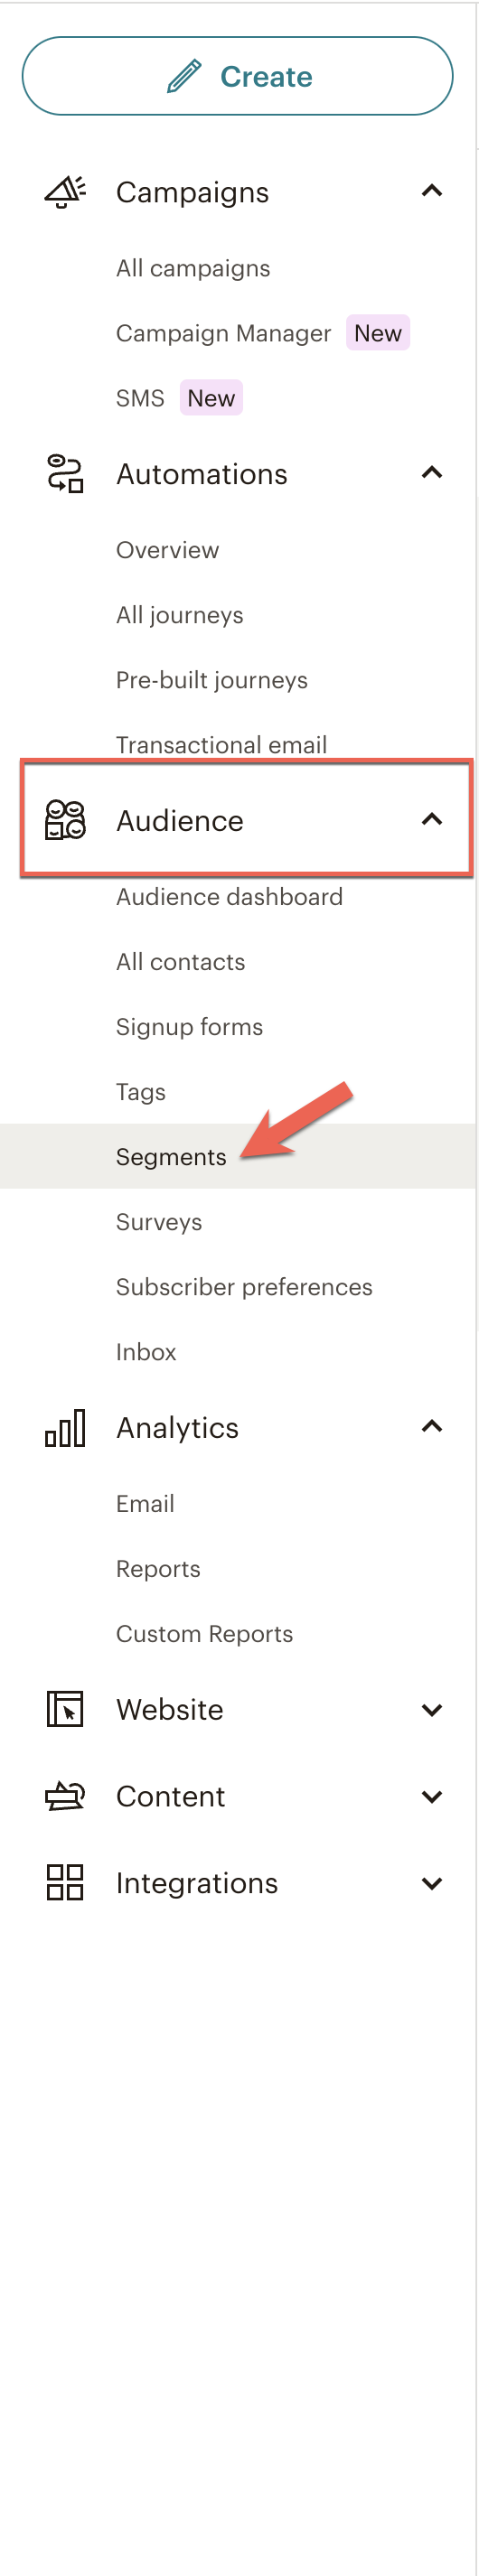 Create
Campaigns
All campaigns
Campaign Manager New
SMS New
Automations
Overview
All journeys
Pre-built journeys
Transactional email
Audience
Audience dashboard
All contacts
Signup forms
Tags
Segments
Surveys
Subscriber preferences
Inbox
Analytics
Email
Reports
Custom Reports
Website
Content
Integrations